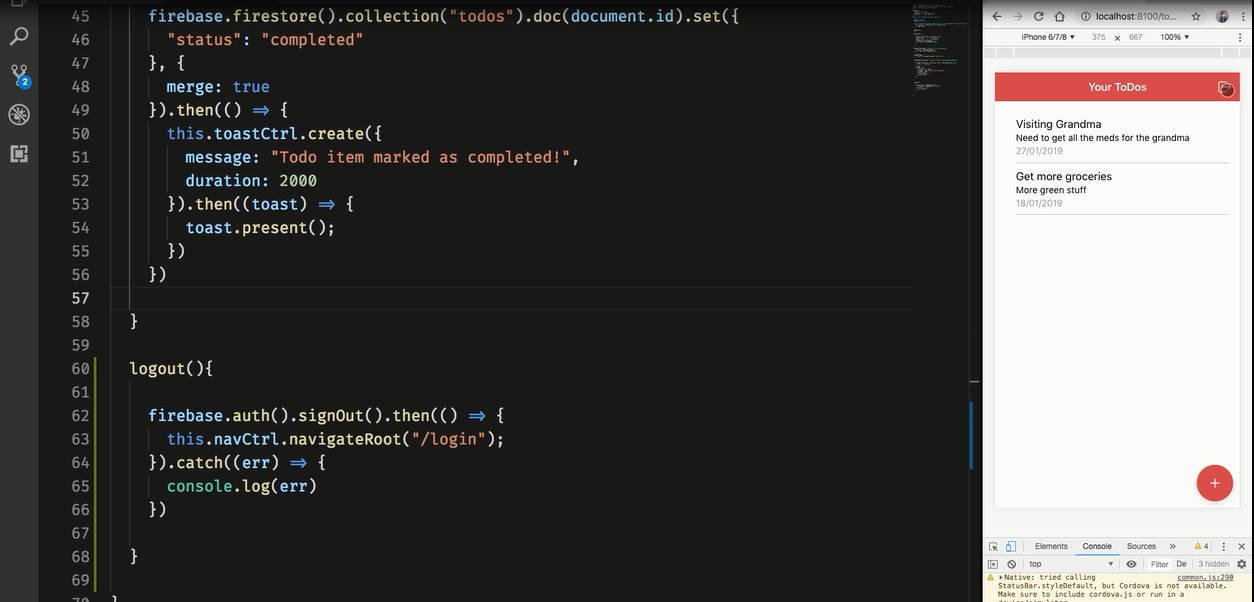 45 firebase.firestore().collection("todos").doc(document.id).set({
46 "status": "completed"
47 }, {
48 merge: true
49 }).then(() => {
50 this.toastCtrl.create({
51 message: "Todo item marked as completed!",
52 duration: 2000
53 }).then((toast) => {
54 toast.present();
55 })
56 })
57
58 }
59
60 logout(){
61
62 firebase.auth().signOut().then(() => {
63 this.navCtrl.navigateRoot("/login");
64 }).catch((err) => {
65 console.log(err)
66 })
67
68 }
69
2
localhost:8100/to...
iPhone 6/7/8 ▾ 375 × 667 100% ▾
Your ToDos
Visiting Grandma
Need to get all the meds for the grandma
27/01/2019
Get more groceries
More green stuff
18/01/2019
+
Elements Console Sources » 4
top ▾ Filter De 3 hidden
Native: tried calling common.js:290
StatusBar.styleDefault, but Cordova is not available.
Make sure to include cordova.js or run in a